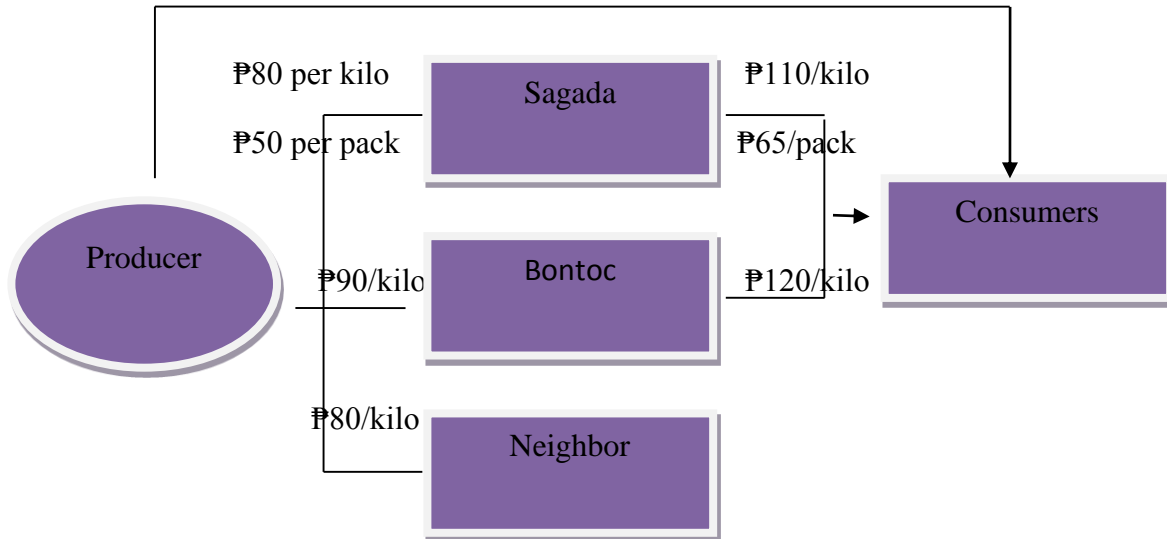 ₱80 per kilo
₱50 per pack
Sagada
₱110/kilo
₱65/pack
Producer
Consumers
₱90/kilo
Bontoc
₱120/kilo
₱80/kilo
Neighbor